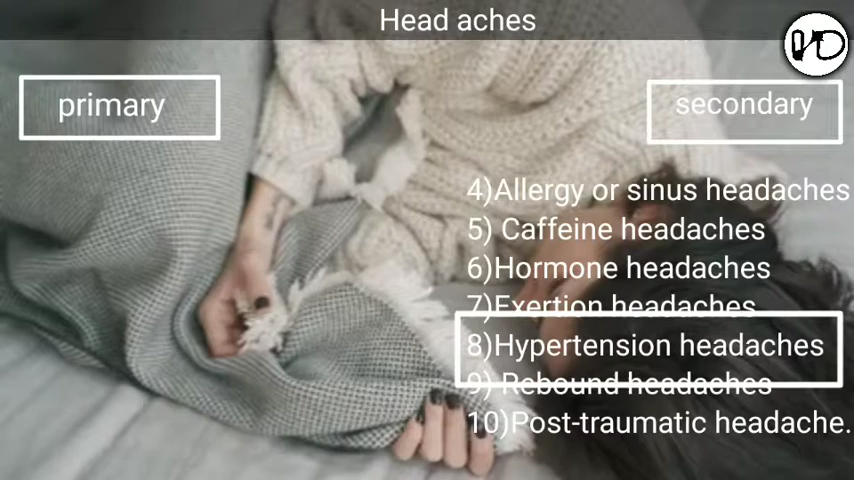 Head aches
primary
secondary
4)Allergy or sinus headaches
5) Caffeine headaches
6)Hormone headaches
7)Exertion headaches
8)Hypertension headaches
9) Rebound headaches
10)Post-traumatic headache.